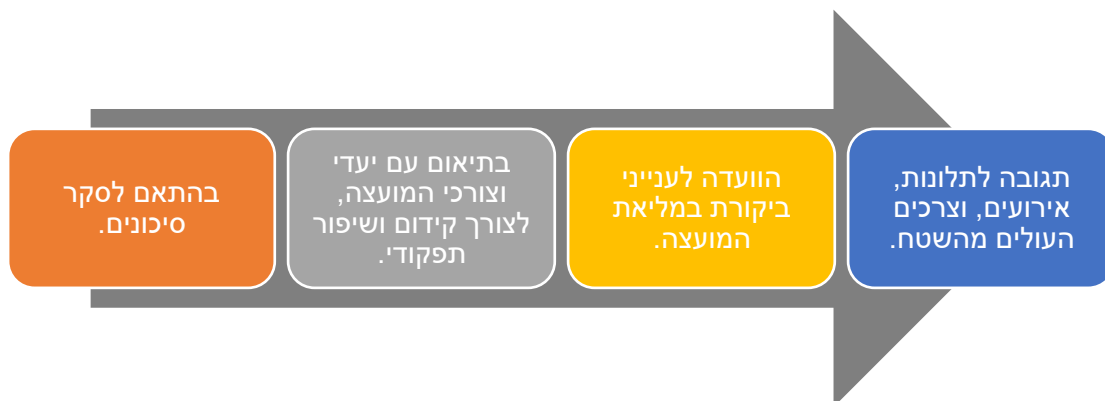 תגובה לתלונות,
אירועים, וצרכים
העולים מהשטח.
הוועדה לענייני
ביקורת במליאת
המועצה.
בתיאום עם יעדי
וצורכי המועצה,
לצורך קידום ושיפור
תפקודי.
בהתאם לסקר
סיכונים.